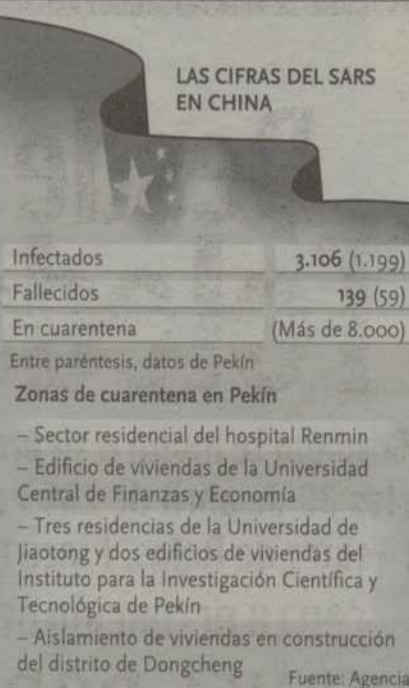 LAS CIFRAS DEL SARS
EN CHINA
Infectados 3.106 (1.199)
Fallecidos 139 (59)
En cuarentena (Más de 8.000)
Entre paréntesis, datos de Pekín
Zonas de cuarentena en Pekín
– Sector residencial del hospital Renmin
– Edificio de viviendas de la Universidad
Central de Finanzas y Economía
– Tres residencias de la Universidad de
Jiaotong y dos edificios de viviendas del
Instituto para la Investigación Científica y
Tecnológica de Pekín
– Aislamiento de viviendas en construcción
del distrito de Dongcheng
Fuente: Agencia